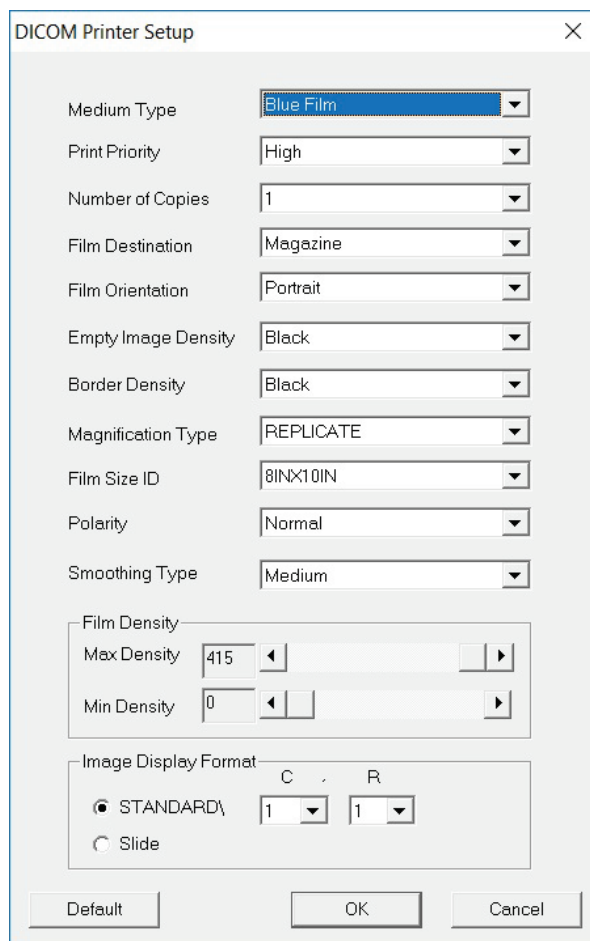 DICOM Printer Setup
Medium Type Blue Film
Print Priority High
Number of Copies 1
Film Destination Magazine
Film Orientation Portrait
Empty Image Density Black
Border Density Black
Magnification Type REPLICATE
Film Size ID 8INX10IN
Polarity Normal
Smoothing Type Medium
Film Density
Max Density 415
Min Density 0
Image Display Format
C , R
STANDARD\ 1 1
Slide
Default OK Cancel